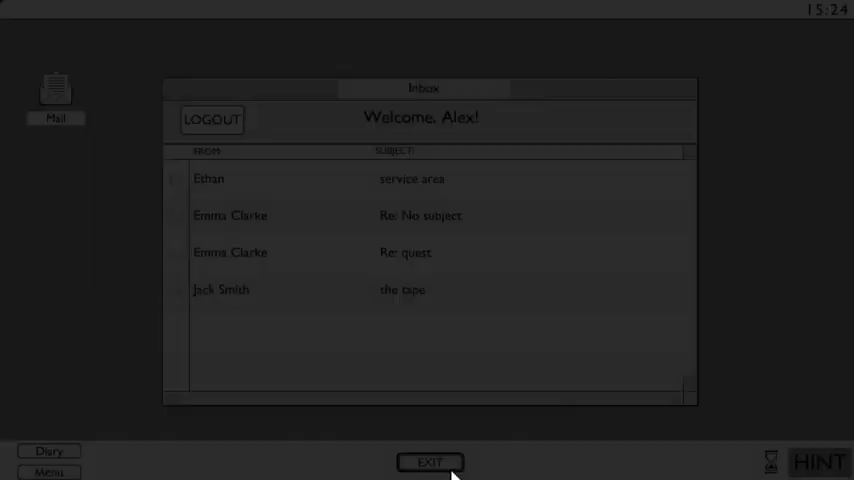 15:24
Mail
Inbox
LOGOUT
Welcome, Alex!
FROM: SUBJECT:
Ethan service area
Emma Clarke Re: No subject
Emma Clarke Re: quest
Jack Smith the tape
Diary
Menu
EXIT
HINT